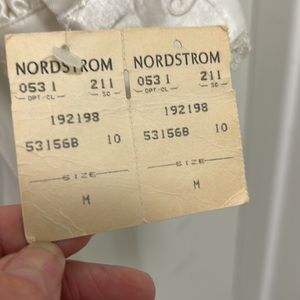 NORDSTROM NORDSTROM
0531 211 0531 211
DPT/CL SC DPT/CL SC
192198 192198
53156B 10 53156B 10
SIZE SIZE
M M